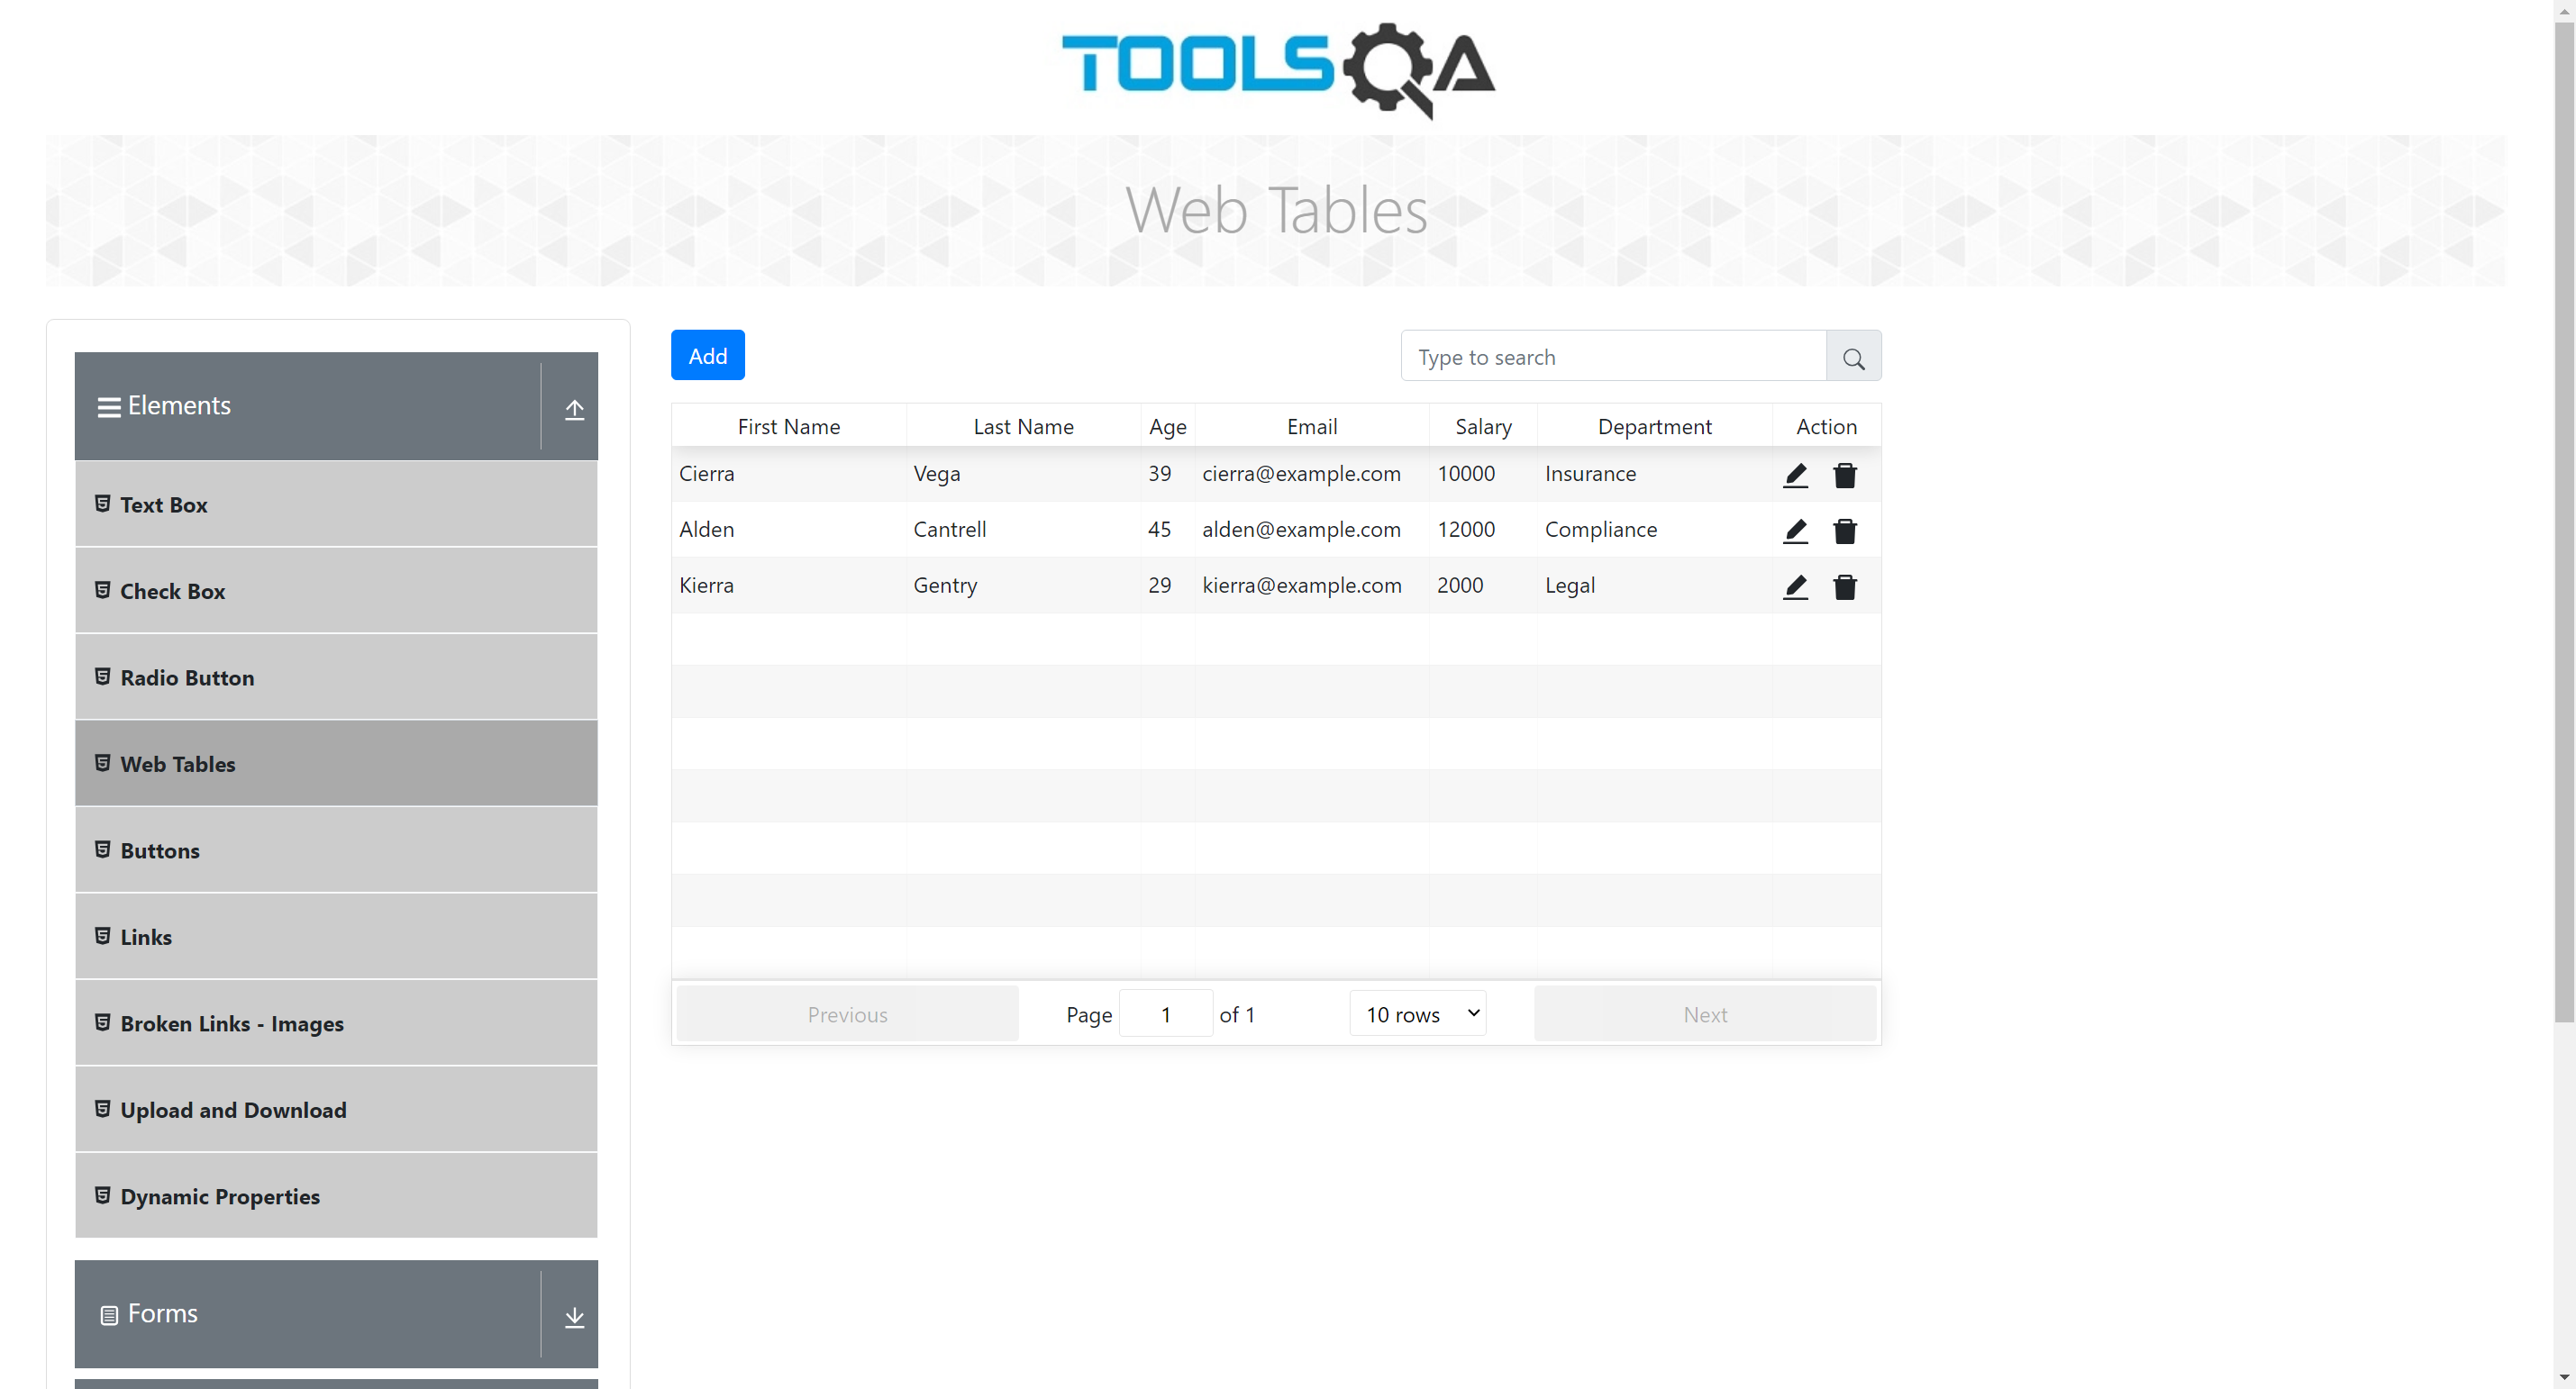 TOOLSQA
Web Tables
Elements
Text Box
Check Box
Radio Button
Web Tables
Buttons
Links
Broken Links - Images
Upload and Download
Dynamic Properties
Forms
Add
Type to search
First Name Last Name Age Email Salary Department Action
Cierra Vega 39 cierra@example.com 10000 Insurance
Alden Cantrell 45 alden@example.com 12000 Compliance
Kierra Gentry 29 kierra@example.com 2000 Legal
Previous Page 1 of 1 10 rows Next